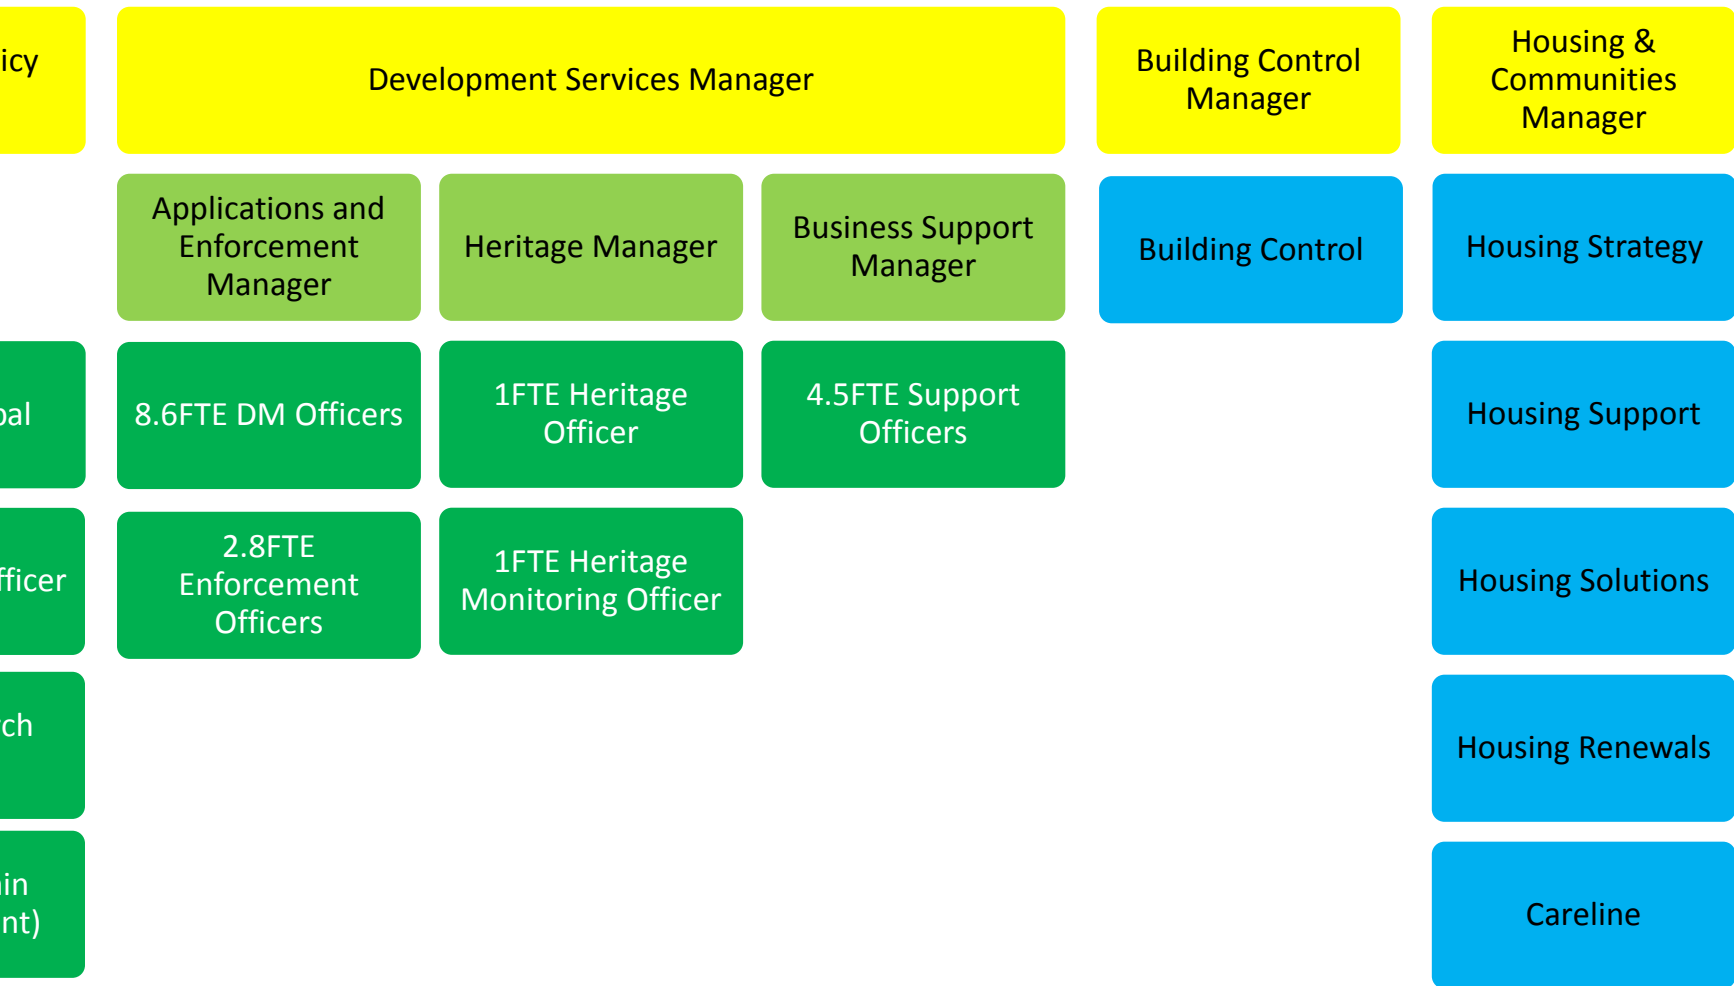 Development Services Manager
Building Control
Manager
Housing &
Communities
Manager
Applications and
Enforcement
Manager
Heritage Manager
Business Support
Manager
Building Control
Housing Strategy
8.6FTE DM Officers
1FTE Heritage
Officer
4.5FTE Support
Officers
Housing Support
2.8FTE
Enforcement
Officers
1FTE Heritage
Monitoring Officer
Housing Solutions
Housing Renewals
Careline